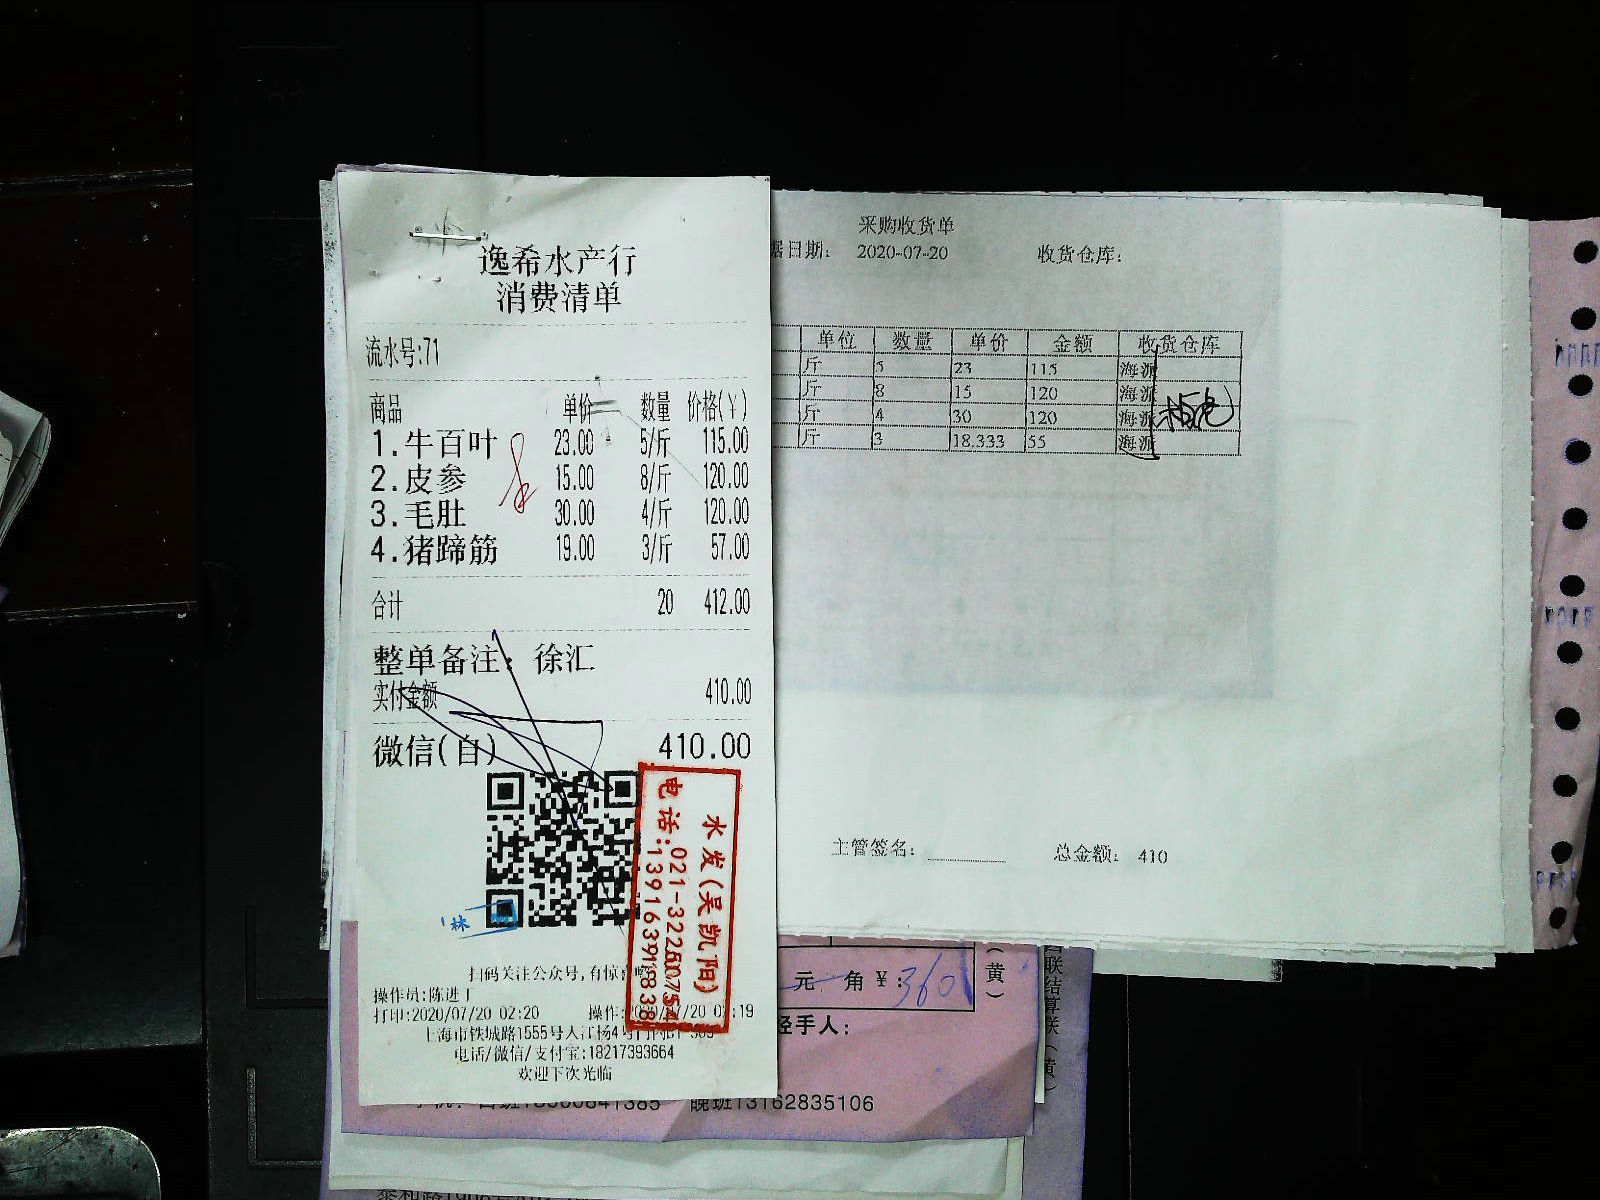 逸希水产行
消费清单
流水号:71
商品 单价 数量 价格(¥)
1.牛百叶 23.00 5/斤 115.00
2.皮参 15.00 8/斤 120.00
3.毛肚 30.00 4/斤 120.00
4.猪蹄筋 19.00 3/斤 57.00
合计 20 412.00
整单备注: 徐汇
实付金额 410.00
微信(自) 410.00
水发(吴凯阳)
电话:021-32260754
13916391838
林
扫码关注公众号,有惊
操作员:陈进丁
打印:2020/07/20 02:20 操作:
上海市铁城路1555号
电话/微信/支付宝:18217393664
欢迎下次光临
采购收货单
据日期: 2020-07-20 收货仓库:
单位 数量 单价 金额 收货仓库
斤 5 23 115 海派
斤 8 15 120 海派
斤 4 30 120 海派
斤 3 18.333 55 海派
主管签名: 总金额: 410
元 角 ¥: 360
(黄)
经手人:
晚班13162835106
联结算联(黄)